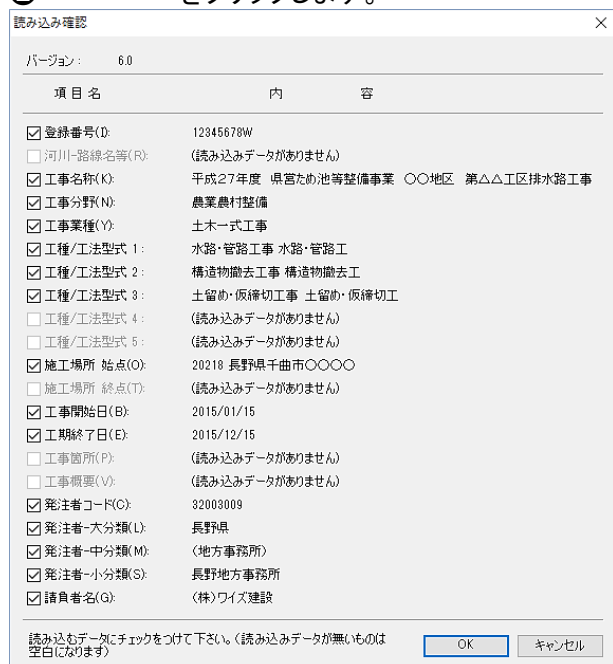 をクリックします。
読み込み確認
バージョン： 6.0
項目名 内 容
登録番号(I): 12345678W
河川-路線名等(R): (読み込みデータがありません)
工事名称(K): 平成27年度 県営ため池等整備事業 〇〇地区 第△△工区排水路工事
工事分野(N): 農業農村整備
工事業種(Y): 土木一式工事
工種/工法型式 1: 水路・管路工事 水路・管路工
工種/工法型式 2: 構造物撤去工事 構造物撤去工
工種/工法型式 3: 土留め・仮締切工事 土留め・仮締切工
工種/工法型式 4: (読み込みデータがありません)
工種/工法型式 5: (読み込みデータがありません)
施工場所 始点(O): 20218 長野県千曲市〇〇〇〇
施工場所 終点(T): (読み込みデータがありません)
工事開始日(B): 2015/01/15
工期終了日(E): 2015/12/15
工事箇所(P): (読み込みデータがありません)
工事概要(V): (読み込みデータがありません)
発注者コード(C): 32003009
発注者-大分類(L): 長野県
発注者-中分類(M): (地方事務所)
発注者-小分類(S): 長野地方事務所
請負者名(G): (株)ワイズ建設
読み込むデータにチェックをつけて下さい。(読み込みデータが無いものは
空白になります)
OK キャンセル